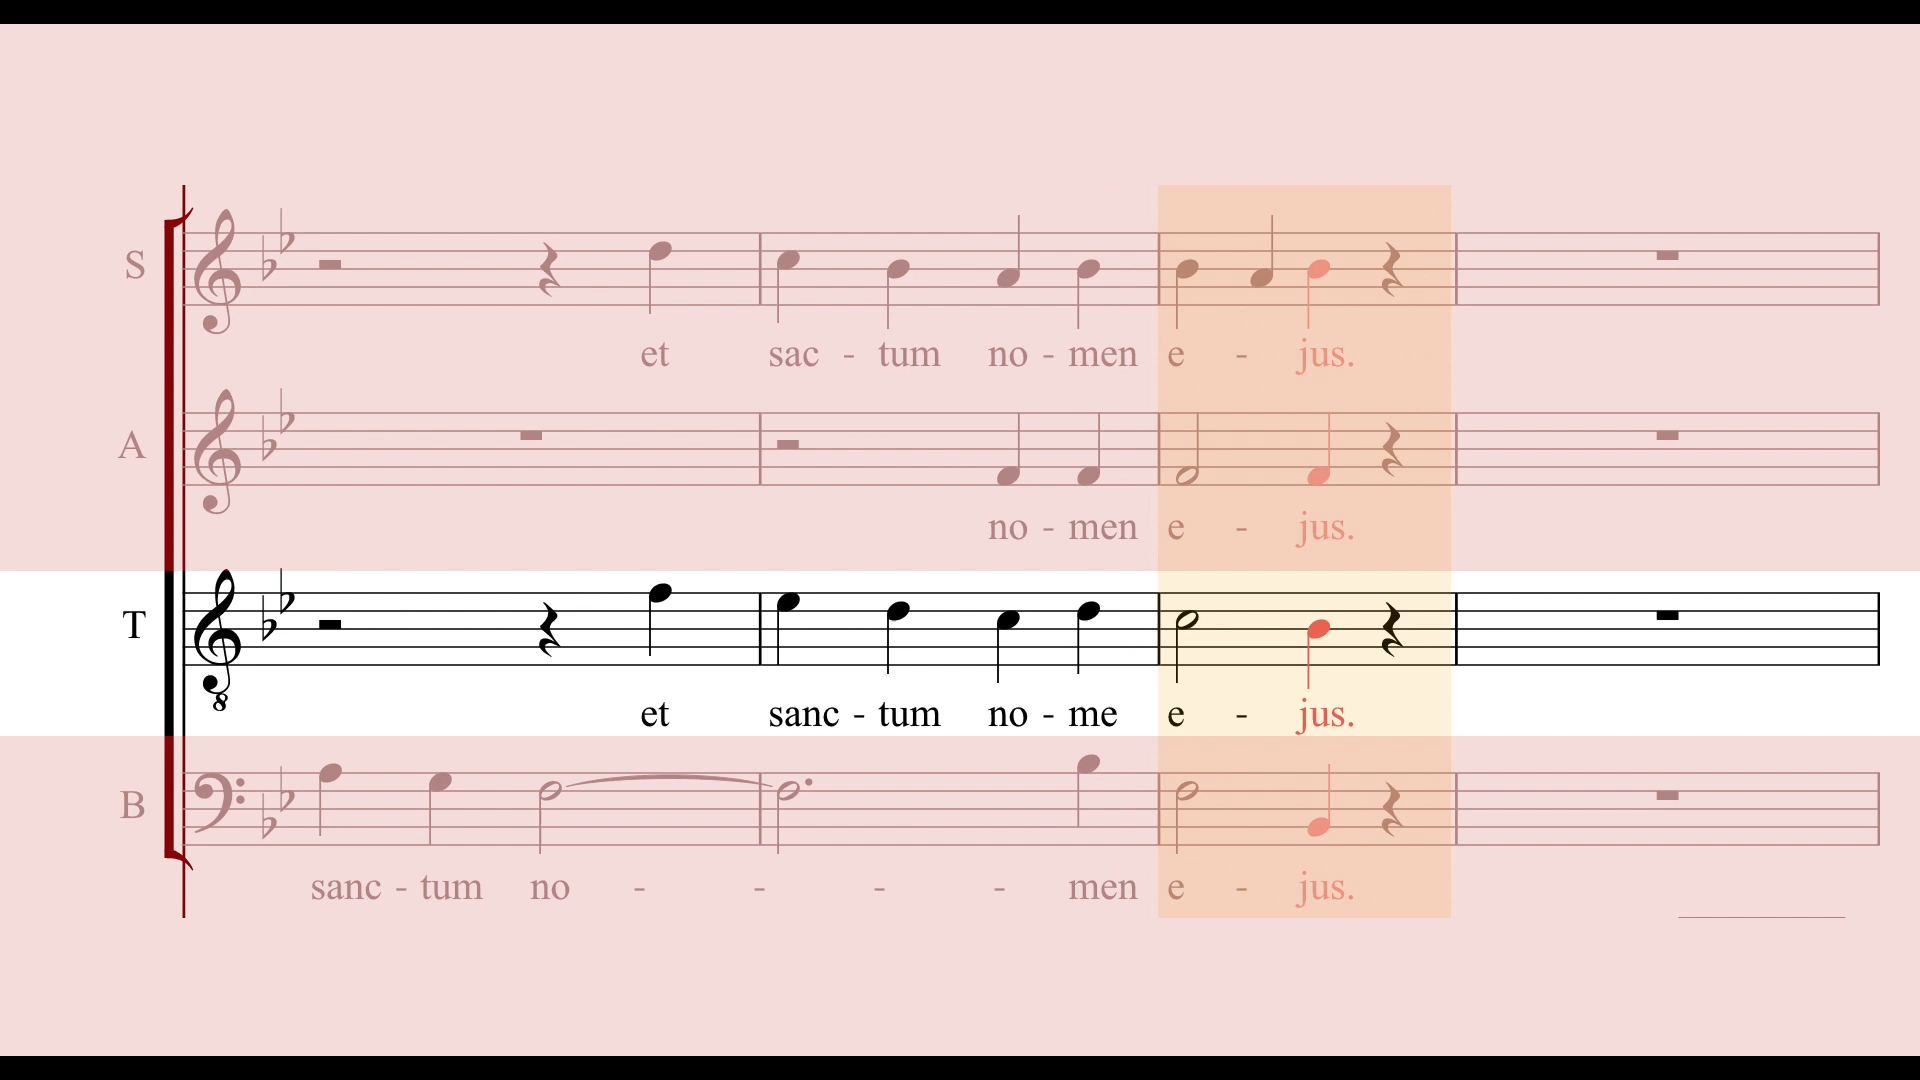 S
et sac - tum no - men e - jus.
A
no - men e - jus.
T
8
et sanc - tum no - me e - jus.
B
sanc - tum no - - - - men e - jus.